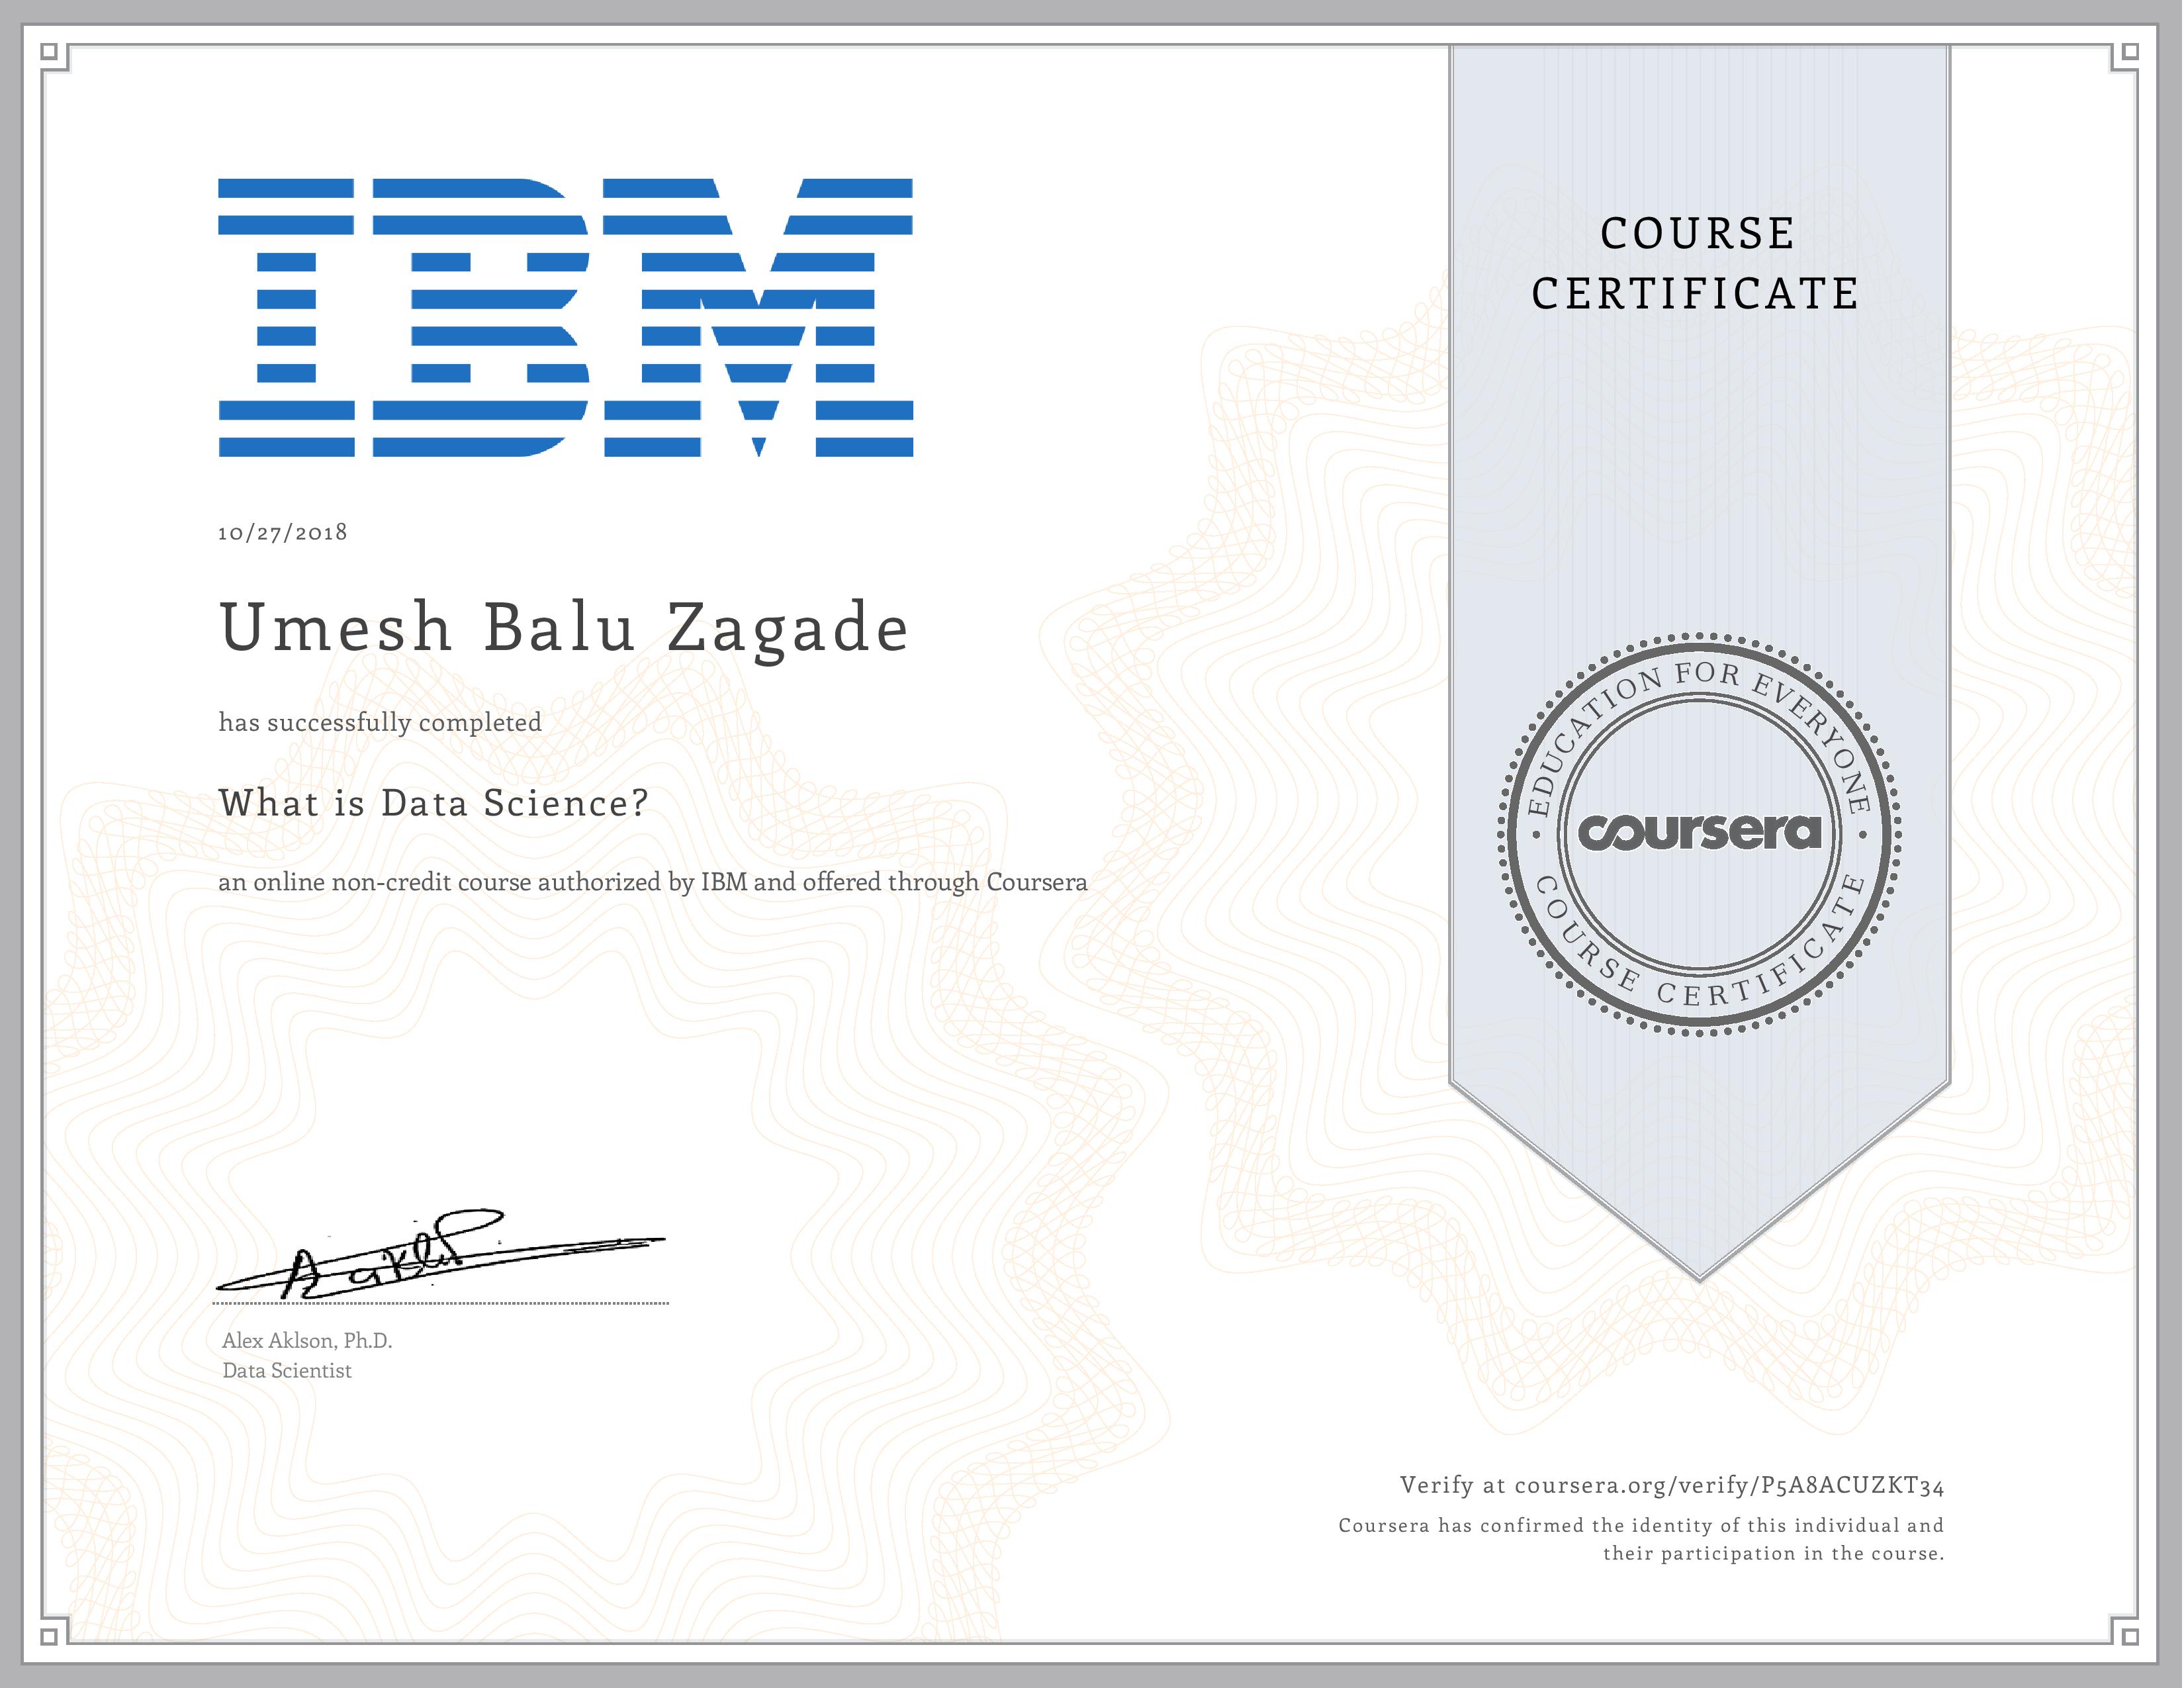 IBM
10/27/2018
Umesh Balu Zagade
has successfully completed
What is Data Science?
an online non-credit course authorized by IBM and offered through Coursera
Alex Aklson, Ph.D.
Data Scientist
COURSE
CERTIFICATE
EDUCATION FOR EVERYONE
coursera
COURSE CERTIFICATE
Verify at coursera.org/verify/P5A8ACUZKT34
Coursera has confirmed the identity of this individual and
their participation in the course.